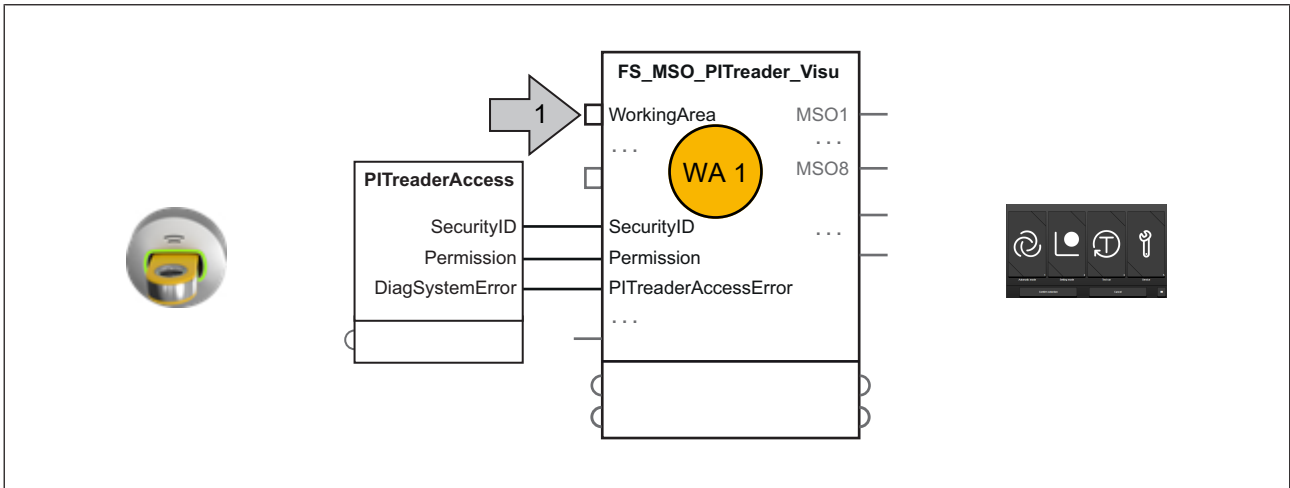 FS_MSO_PITreader_Visu
1
WorkingArea
MSO1
. . .
. . .
WA 1
MSO8
PITreaderAccess
SecurityID
SecurityID
. . .
Permission
Permission
DiagSystemError
PITreaderAccessError
. . .
T